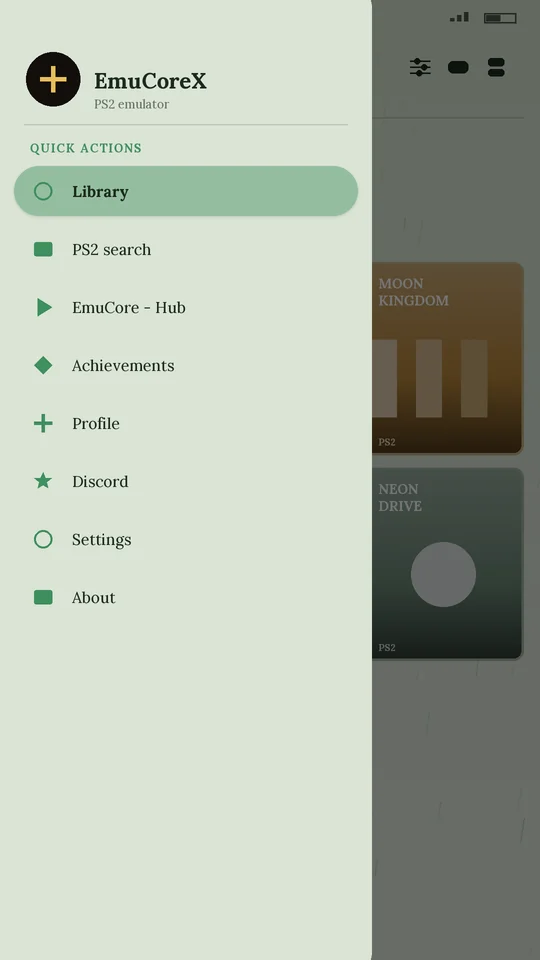 EmuCoreX
PS2 emulator
QUICK ACTIONS
Library
PS2 search
EmuCore - Hub
Achievements
Profile
Discord
Settings
About
MOON
KINGDOM
PS2
NEON
DRIVE
PS2